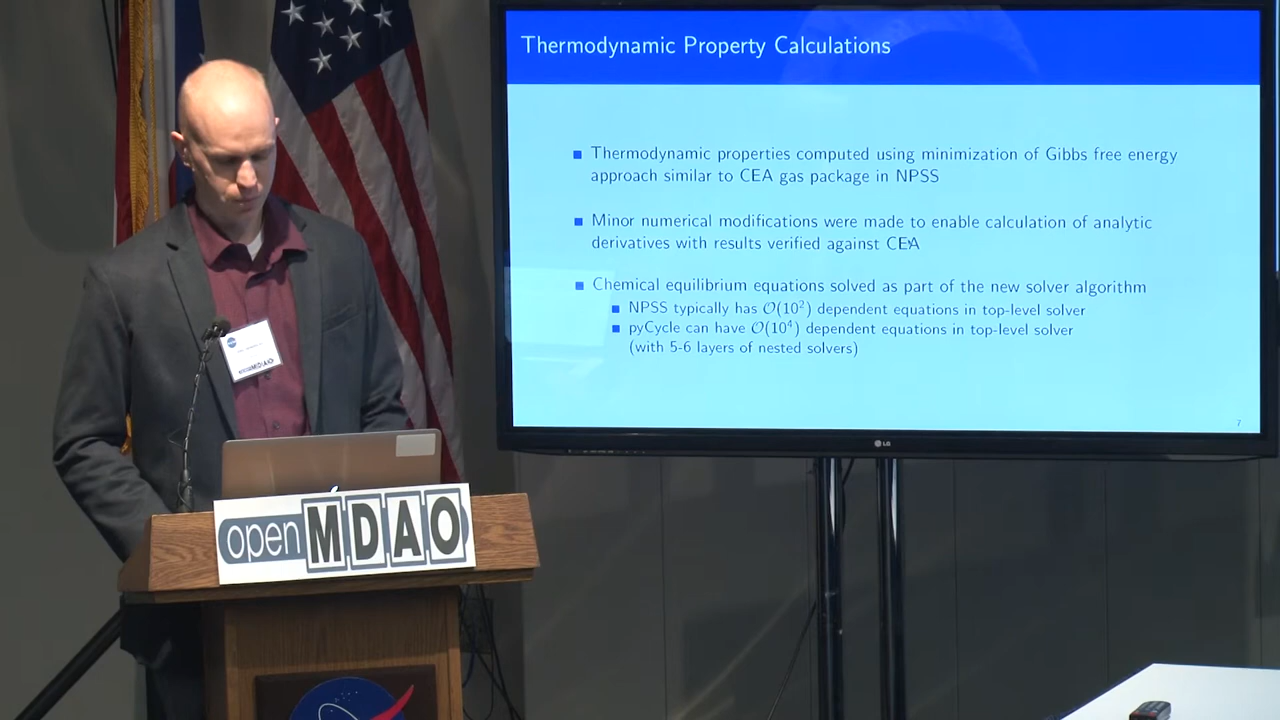 Thermodynamic Property Calculations
Thermodynamic properties computed using minimization of Gibbs free energy
approach similar to CEA gas package in NPSS
Minor numerical modifications were made to enable calculation of analytic
derivatives with results verified against CEA
Chemical equilibrium equations solved as part of the new solver algorithm
NPSS typically has O(10²) dependent equations in top-level solver
pyCycle can have O(10⁴) dependent equations in top-level solver
(with 5-6 layers of nested solvers)
7
LG
openMDAO
openMDAO